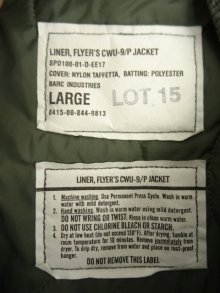 LINER, FLYER'S CWU-9/P JACKET
SPO100-01-D-EE17
COVER: NYLON TAFFETTA, BATTING: POLYESTER
BARC INDUSTRIES
LARGE LOT 15
8415-00-844-9813
LINER, FLYER'S CWU-9/P JACKET
1. Machine washing. Use Permanent Press Cycle. Wash in warm
water with mild detergent.
2. Hand washing. Wash in warm water using mild detergent.
DO NOT WRING OR TWIST. Rinse in clean warm water.
3. DO NOT USE CHLORINE BLEACH OR STARCH.
4. Dry at low heat (do not exceed 130°F). After drying, tumble at
room temperature for 10 minutes. Remove immediately from
dryer. To drip dry, remove from water and place on rust-proof
hanger.
DO NOT REMOVE THIS LABEL